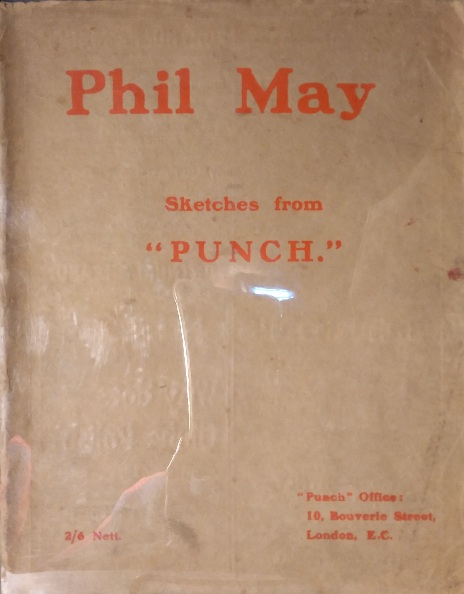 Phil May
Sketches from
“PUNCH.”
"Punch" Office:
10, Bouverie Street,
London, E.C.
2/6 Nett.